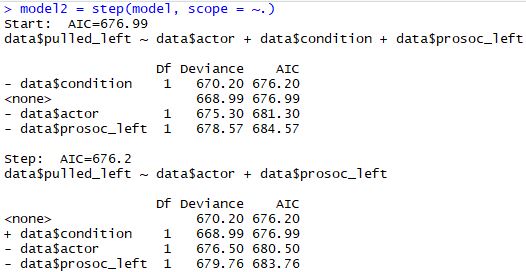 > model2 = step(model, scope = ~.)
Start:  AIC=676.99
data$pulled_left ~ data$actor + data$condition + data$prosoc_left

                   Df Deviance    AIC
- data$condition    1   670.20 676.20
<none>                  668.99 676.99
- data$actor        1   675.30 681.30
- data$prosoc_left  1   678.57 684.57

Step:  AIC=676.2
data$pulled_left ~ data$actor + data$prosoc_left

                   Df Deviance    AIC
<none>                  670.20 676.20
+ data$condition    1   668.99 676.99
- data$actor        1   676.50 680.50
- data$prosoc_left  1   679.76 683.76